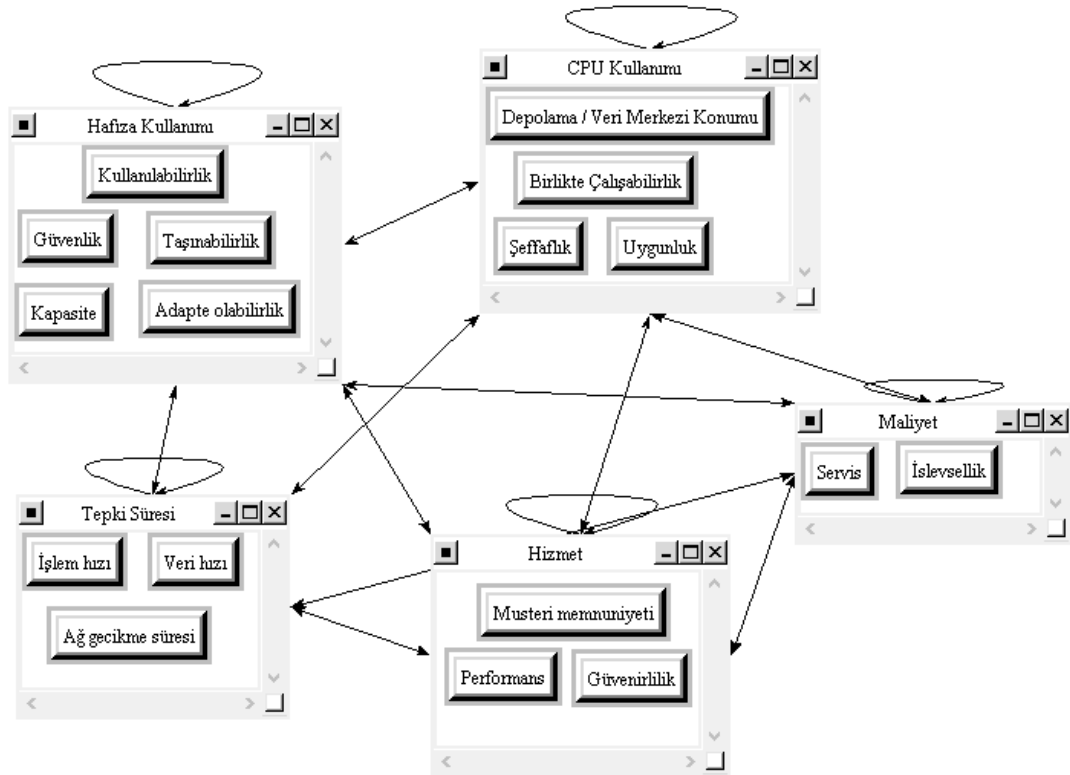 CPU Kullanımı
Depolama / Veri Merkezi Konumu
Birlikte Çalışabilirlik
Şeffaflık
Uygunluk
Hafıza Kullanımı
Kullanılabilirlik
Güvenlik
Taşınabilirlik
Kapasite
Adapte olabilirlik
Maliyet
Servis
İslevsellik
Tepki Süresi
İşlem hızı
Veri hızı
Ağ gecikme süresi
Hizmet
Musteri memnuniyeti
Performans
Güvenirlilik